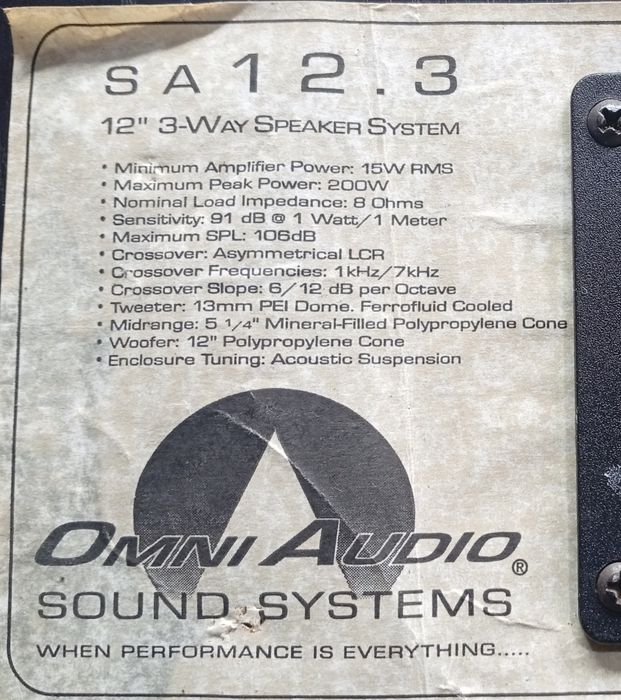 SA12.3
12" 3-WAY SPEAKER SYSTEM
• Minimum Amplifier Power: 15W RMS
• Maximum Peak Power: 200W
• Nominal Load Impedance: 8 Ohms
• Sensitivity: 91 dB @ 1 Watt/1 Meter
• Maximum SPL: 106dB
• Crossover: Asymmetrical LCR
• Crossover Frequencies: 1kHz/7kHz
• Crossover Slope: 6/12 dB per Octave
• Tweeter: 13mm PEI Dome. Ferrofluid Cooled
• Midrange: 5 1/4" Mineral-Filled Polypropylene Cone
• Woofer: 12" Polypropylene Cone
• Enclosure Tuning: Acoustic Suspension
OMNI AUDIO®
SOUND SYSTEMS
WHEN PERFORMANCE IS EVERYTHING.....